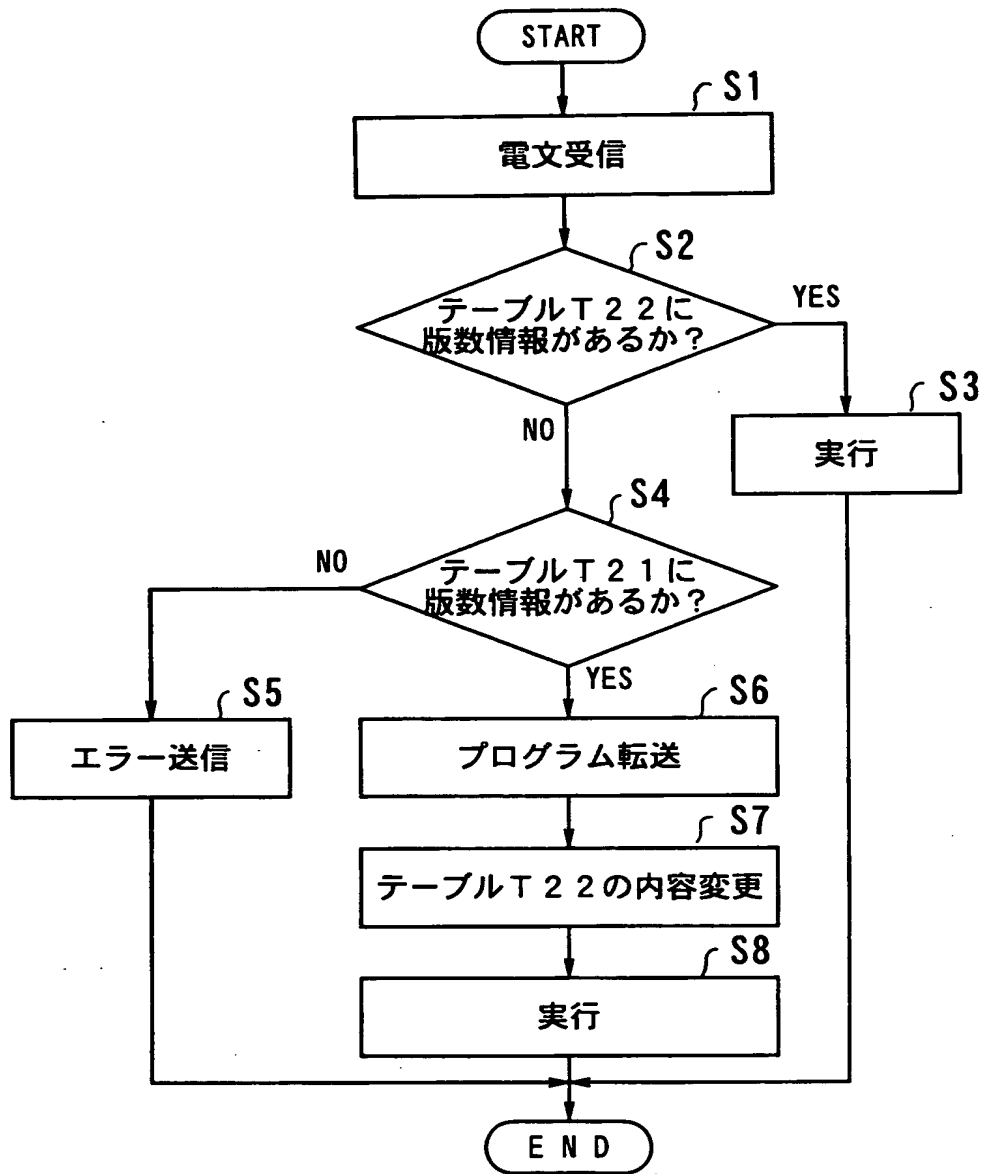 START
S1
電文受信
S2
テーブルT22に
版数情報があるか?
YES
NO
S3
実行
S4
テーブルT21に
版数情報があるか?
NO
YES
S5
エラー送信
S6
プログラム転送
S7
テーブルT22の内容変更
S8
実行
END